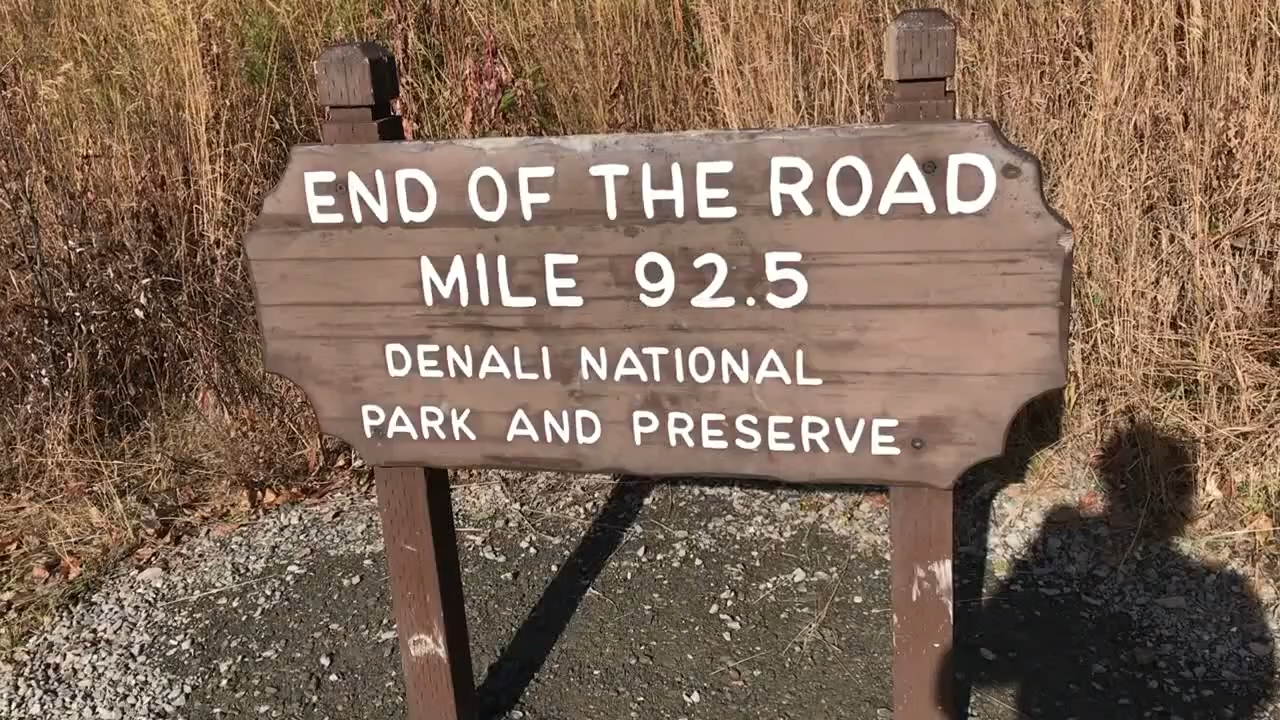 END OF THE ROAD
MILE 92.5
DENALI NATIONAL
PARK AND PRESERVE